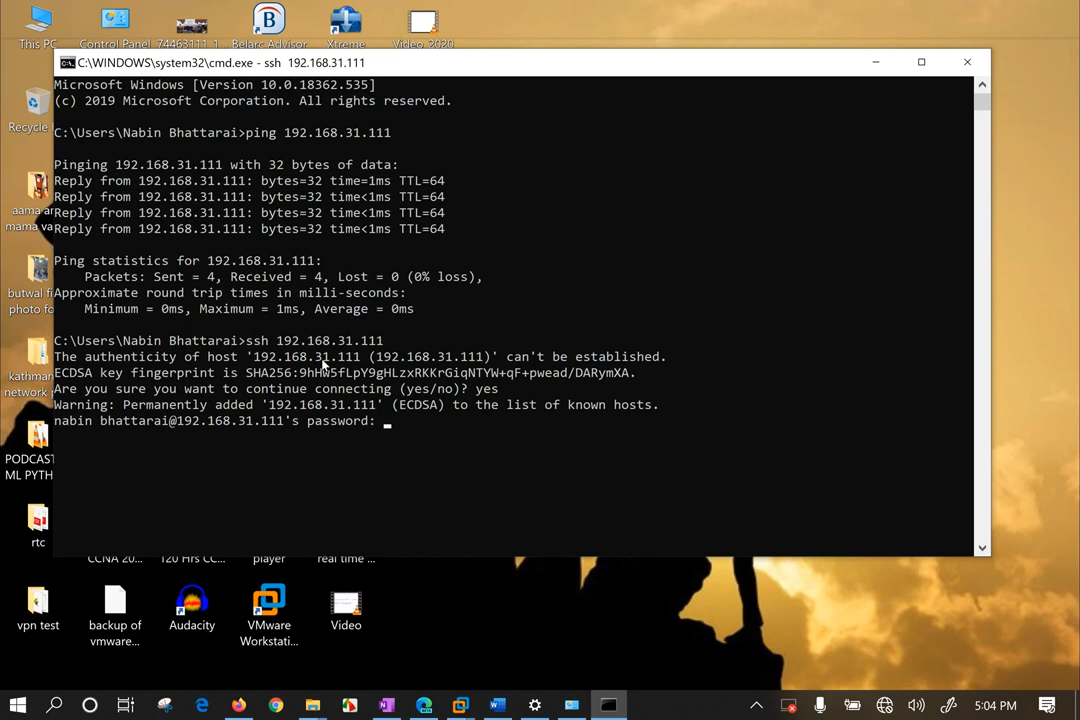 This PC
Control Panel
74463111_1...
Belarc Advisor
Xtreme
Video_2020...
C:\WINDOWS\system32\cmd.exe - ssh  192.168.31.111
Microsoft Windows [Version 10.0.18362.535]
(c) 2019 Microsoft Corporation. All rights reserved.
C:\Users\Nabin Bhattarai>ping 192.168.31.111
Pinging 192.168.31.111 with 32 bytes of data:
Reply from 192.168.31.111: bytes=32 time=1ms TTL=64
Reply from 192.168.31.111: bytes=32 time<1ms TTL=64
Reply from 192.168.31.111: bytes=32 time<1ms TTL=64
Reply from 192.168.31.111: bytes=32 time<1ms TTL=64
Ping statistics for 192.168.31.111:
Packets: Sent = 4, Received = 4, Lost = 0 (0% loss),
Approximate round trip times in milli-seconds:
Minimum = 0ms, Maximum = 1ms, Average = 0ms
C:\Users\Nabin Bhattarai>ssh 192.168.31.111
The authenticity of host '192.168.31.111 (192.168.31.111)' can't be established.
ECDSA key fingerprint is SHA256:9hHw5fLpY9gHLzxRKKrGiqNTYW+qF+pwead/DARymXA.
Are you sure you want to continue connecting (yes/no)? yes
Warning: Permanently added '192.168.31.111' (ECDSA) to the list of known hosts.
nabin bhattarai@192.168.31.111's password:
Recycle
aama a
mama va
butwal
photo fo
kathman
network
PODCAST
ML PYTH
rtc
CCNA 20...
120 Hrs CC...
player
real time ...
vpn test
backup of
vmware...
Audacity
VMware
Workstati...
Video
5:04 PM